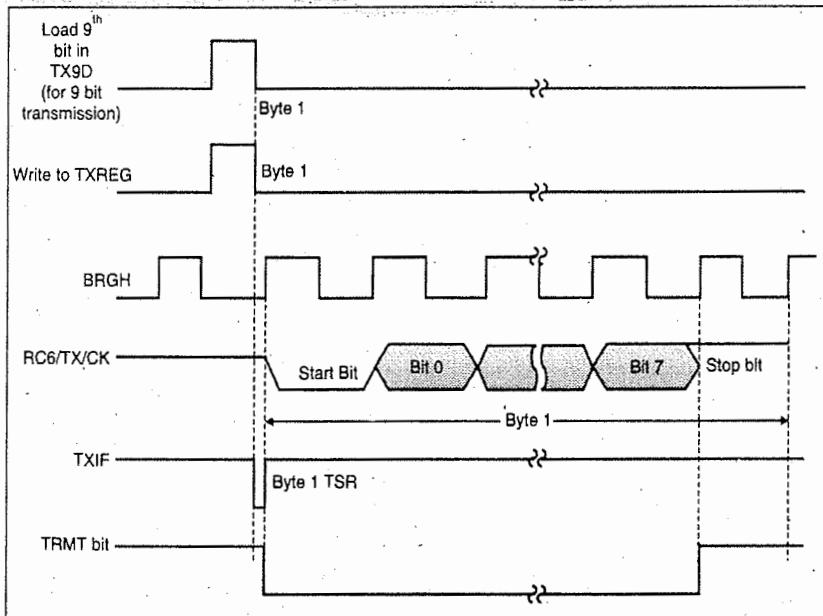 Load 9th
bit in
TX9D
(for 9 bit
transmission)
Byte 1
Write to TXREG
Byte 1
BRGH
RC6/TX/CK
Start Bit
Bit 0
Bit 7
Stop bit
Byte 1
TXIF
Byte 1 TSR
TRMT bit